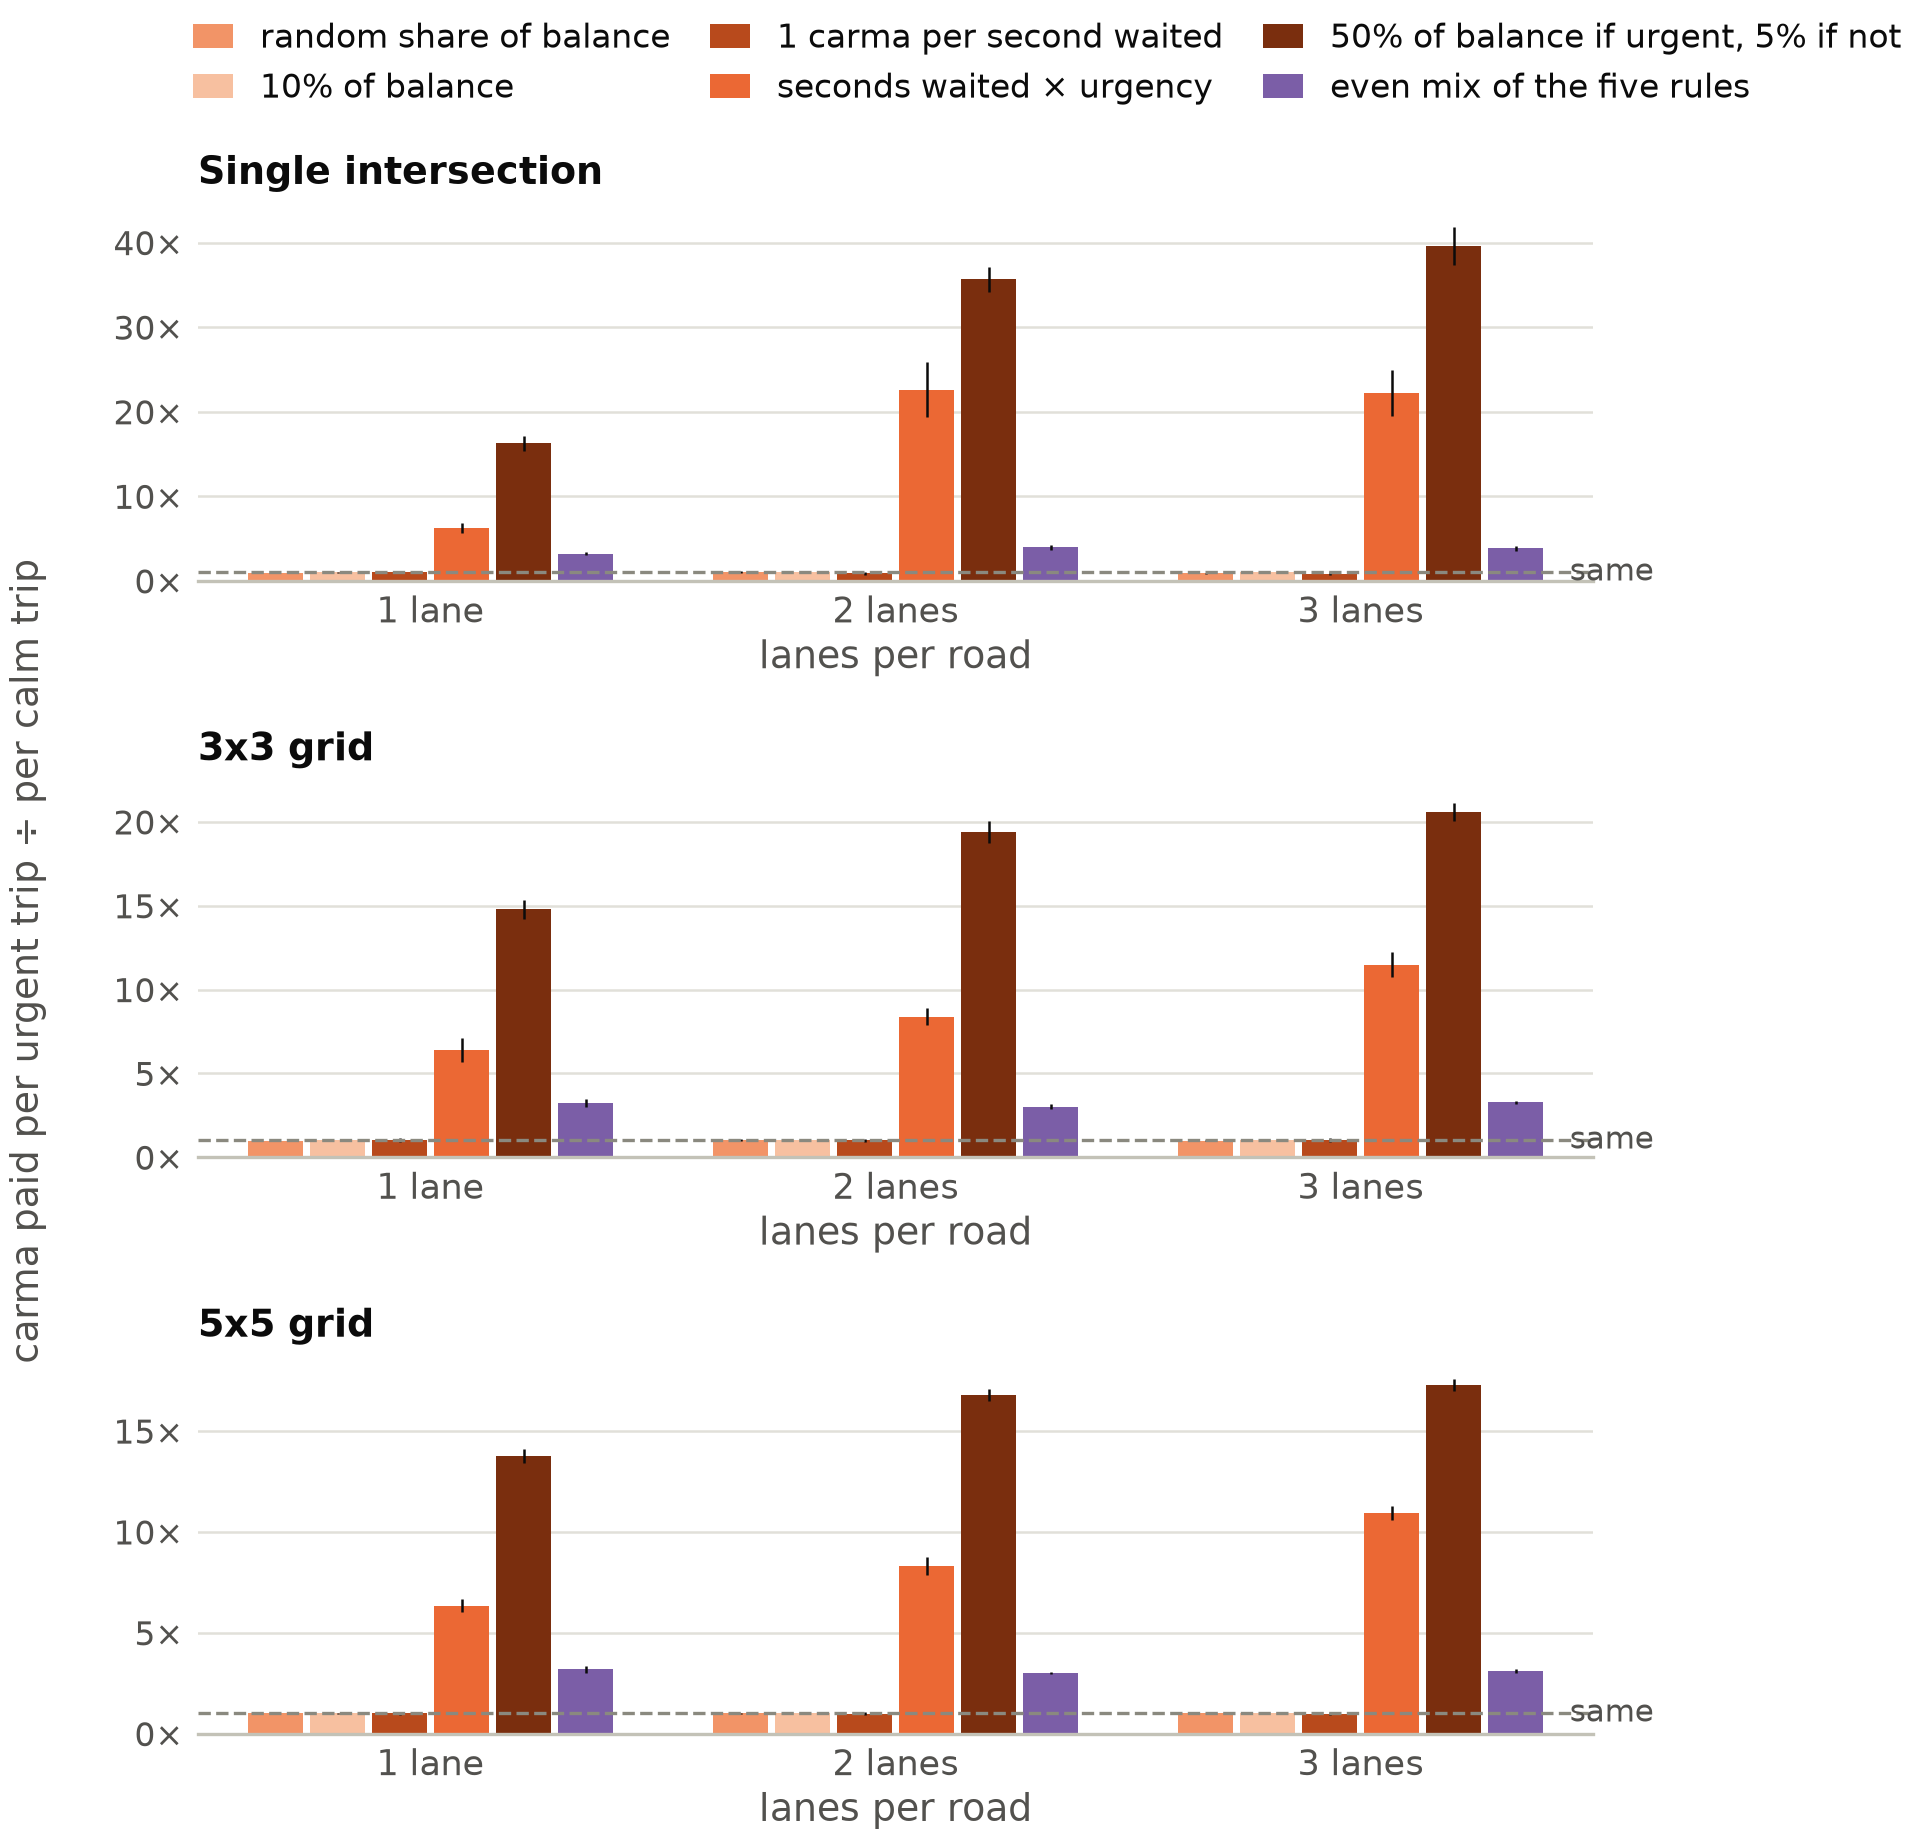 random share of balance
1 carma per second waited
50% of balance if urgent, 5% if not
10% of balance
seconds waited × urgency
even mix of the five rules
carma paid per urgent trip ÷ per calm trip
Single intersection
40×
30×
20×
10×
0×
same
1 lane
2 lanes
3 lanes
lanes per road
3x3 grid
20×
15×
10×
5×
0×
same
1 lane
2 lanes
3 lanes
lanes per road
5x5 grid
15×
10×
5×
0×
same
1 lane
2 lanes
3 lanes
lanes per road